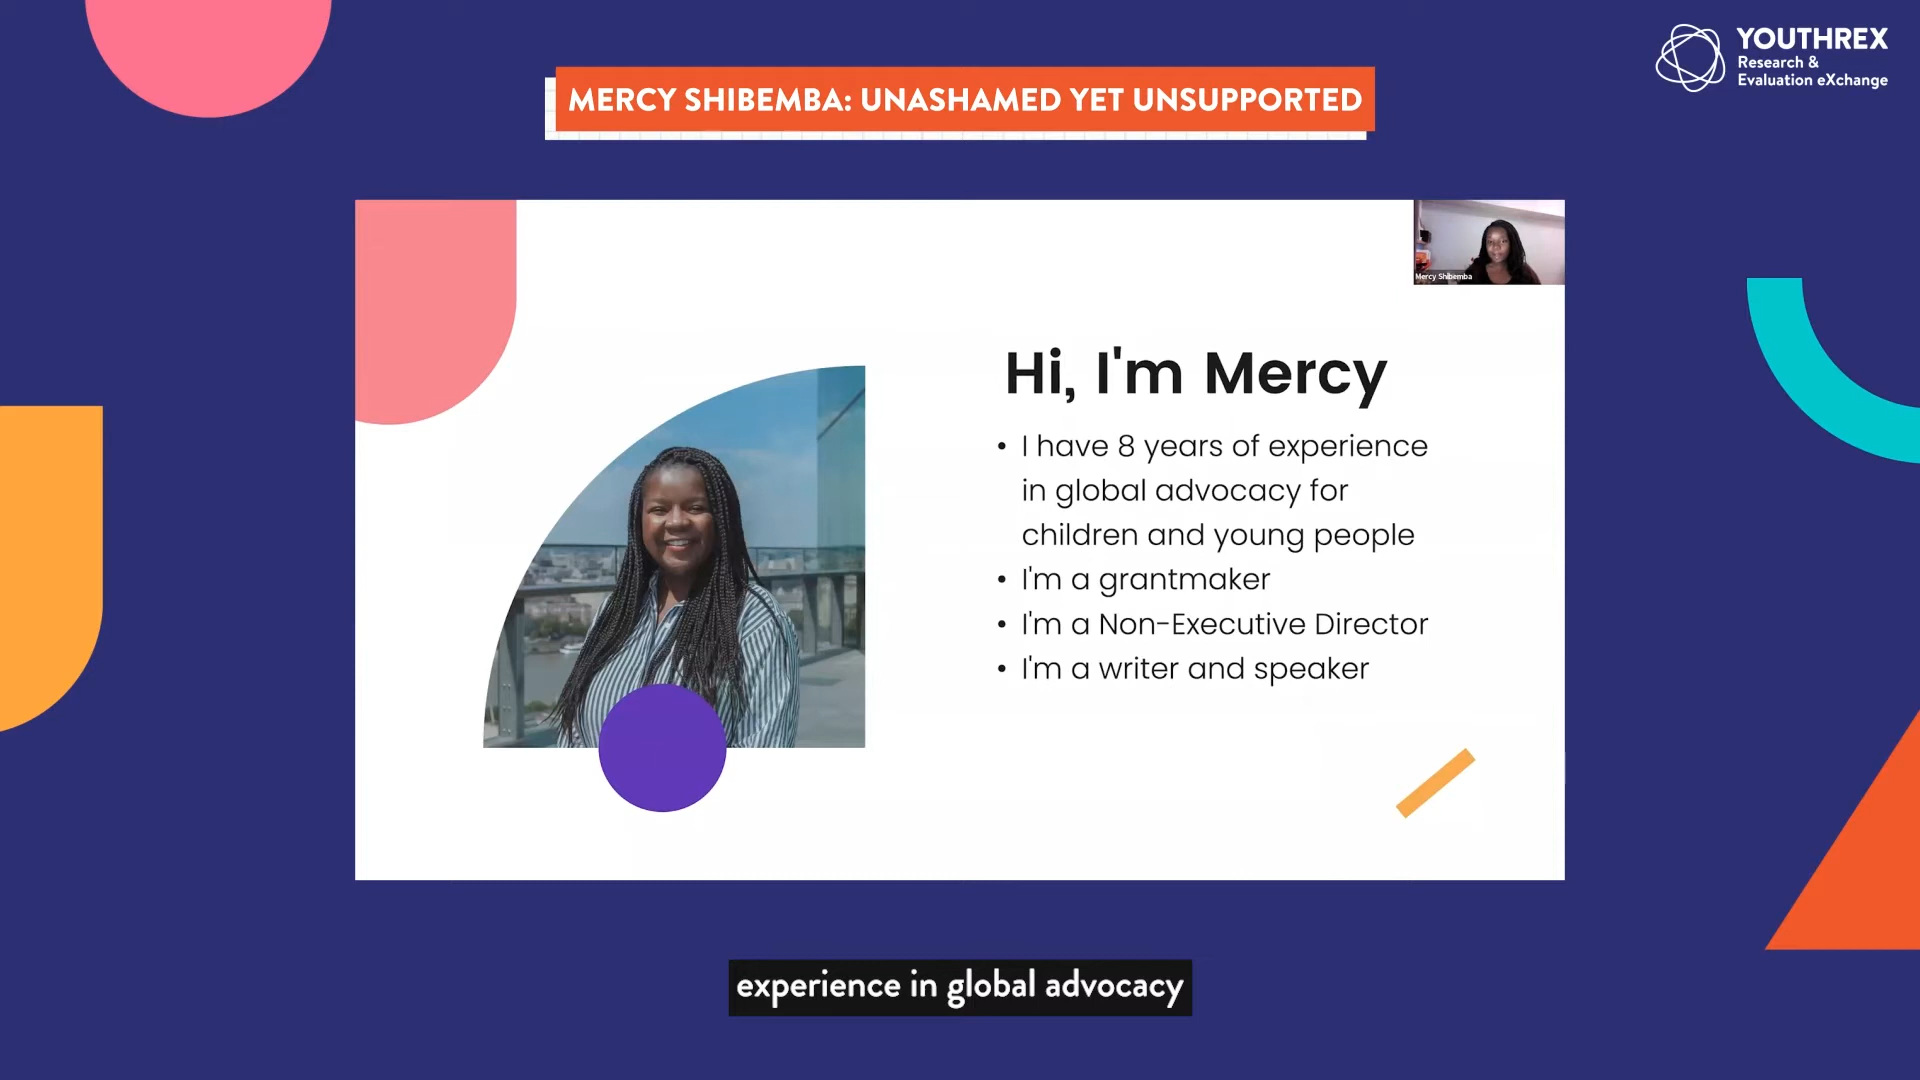 YOUTHREX
Research &
Evaluation eXchange
MERCY SHIBEMBA: UNASHAMED YET UNSUPPORTED
Mercy Shibemba
Hi, I'm Mercy
• I have 8 years of experience
in global advocacy for
children and young people
• I'm a grantmaker
• I'm a Non-Executive Director
• I'm a writer and speaker
experience in global advocacy